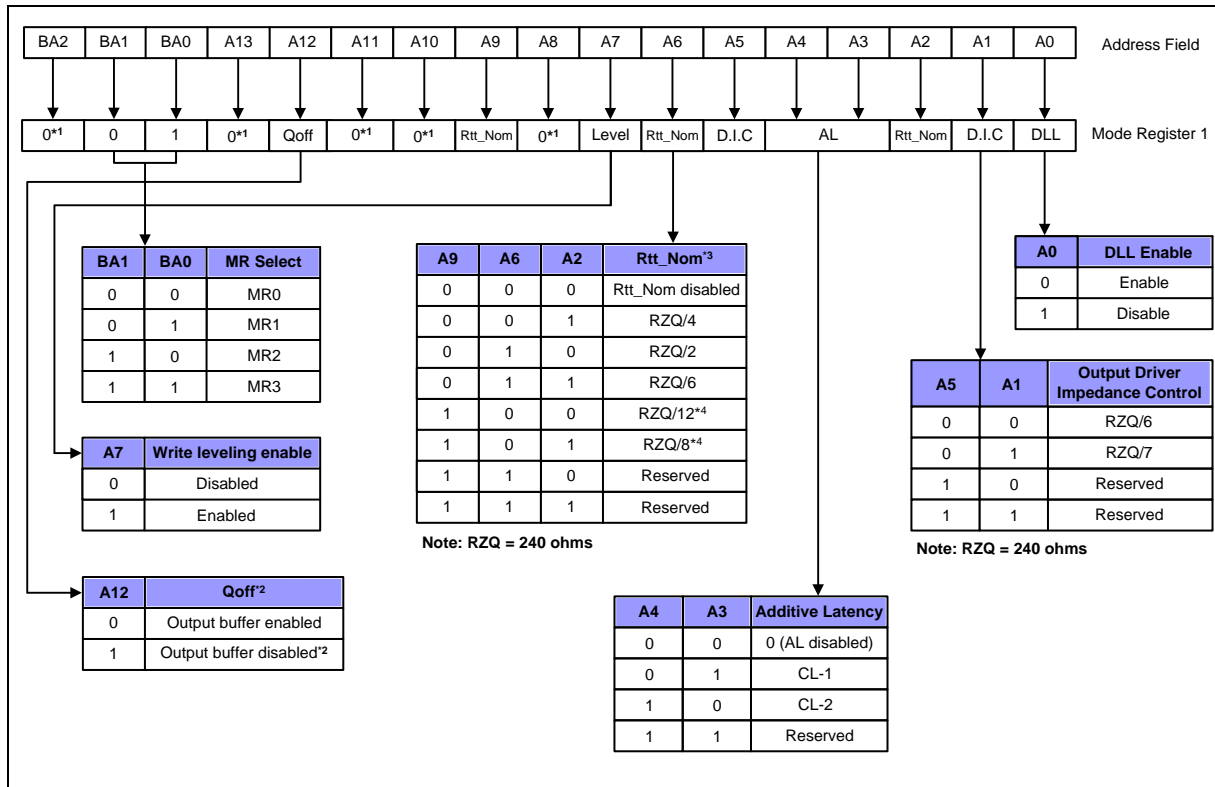 BA2 BA1 BA0 A13 A12 A11 A10 A9 A8 A7 A6 A5 A4 A3 A2 A1 A0 Address Field
0*1 0 1 0*1 Qoff 0*1 0*1 Rtt_Nom 0*1 Level Rtt_Nom D.I.C AL Rtt_Nom D.I.C DLL Mode Register 1
BA1 BA0 MR Select
0 0 MR0
0 1 MR1
1 0 MR2
1 1 MR3
A9 A6 A2 Rtt_Nom*3
0 0 0 Rtt_Nom disabled
0 0 1 RZQ/4
0 1 0 RZQ/2
0 1 1 RZQ/6
1 0 0 RZQ/12*4
1 0 1 RZQ/8*4
1 1 0 Reserved
1 1 1 Reserved
Note: RZQ = 240 ohms
A0 DLL Enable
0 Enable
1 Disable
A5 A1 Output Driver
Impedance Control
0 0 RZQ/6
0 1 RZQ/7
1 0 Reserved
1 1 Reserved
Note: RZQ = 240 ohms
A7 Write leveling enable
0 Disabled
1 Enabled
A12 Qoff*2
0 Output buffer enabled
1 Output buffer disabled*2
A4 A3 Additive Latency
0 0 0 (AL disabled)
0 1 CL-1
1 0 CL-2
1 1 Reserved